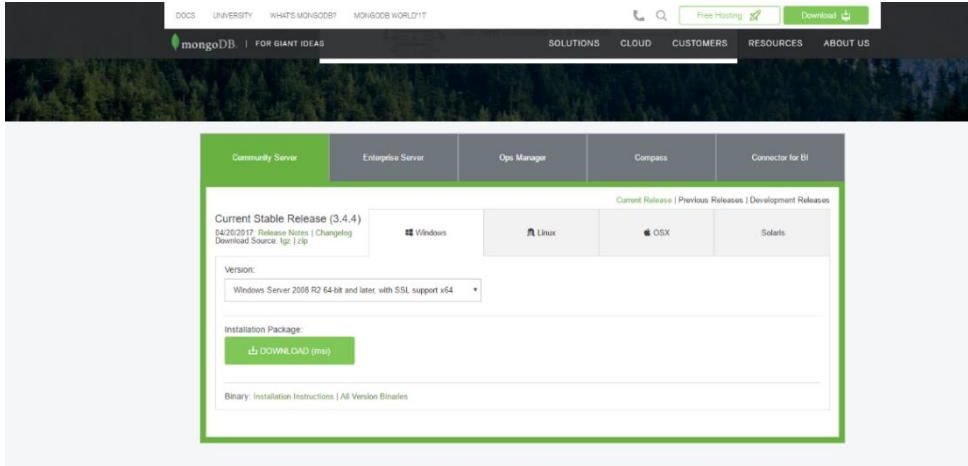 DOCS UNIVERSITY WHAT'S MONGODB? MONGODB WORLD'17 Free Hosting Download
mongoDB. | FOR GIANT IDEAS SOLUTIONS CLOUD CUSTOMERS RESOURCES ABOUT US
Community Server Enterprise Server Ops Manager Compass Connector for BI
Current Release | Previous Releases | Development Releases
Current Stable Release (3.4.4)
04/20/2017: Release Notes | Changelog
Download Source: tgz | zip
Windows Linux OSX Solaris
Version:
Windows Server 2008 R2 64-bit and later, with SSL support x64
Installation Package:
DOWNLOAD (msi)
Binary: Installation Instructions | All Version Binaries